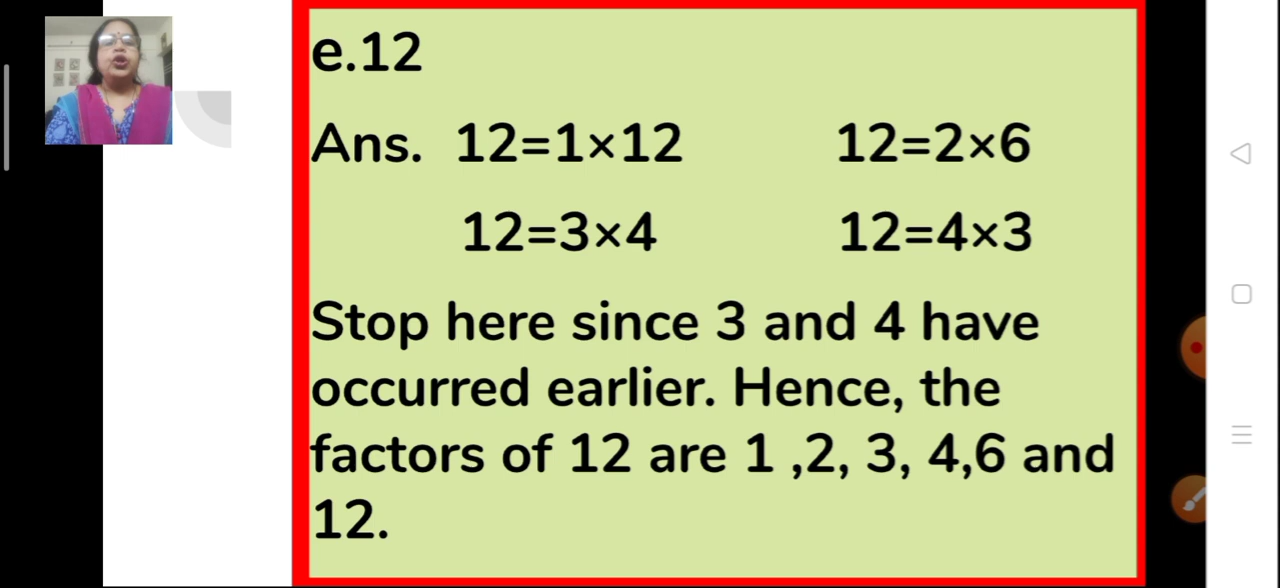 e.12
Ans. 12=1×12 12=2×6
12=3×4 12=4×3
Stop here since 3 and 4 have
occurred earlier. Hence, the
factors of 12 are 1 ,2, 3, 4,6 and
12.